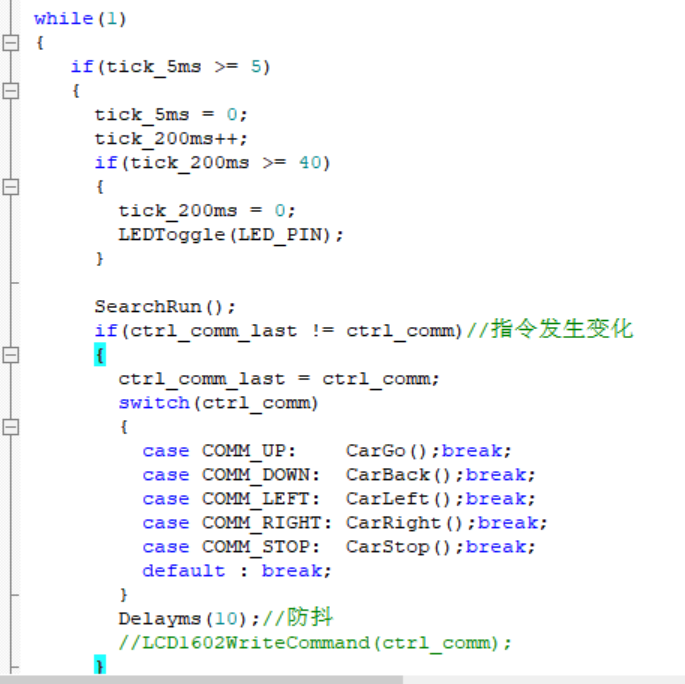 while(1)
{
if(tick_5ms >= 5)
{
tick_5ms = 0;
tick_200ms++;
if(tick_200ms >= 40)
{
tick_200ms = 0;
LEDToggle(LED_PIN);
}
SearchRun();
if(ctrl_comm_last != ctrl_comm)//指令发生变化
{
ctrl_comm_last = ctrl_comm;
switch(ctrl_comm)
{
case COMM_UP:    CarGo();break;
case COMM_DOWN:  CarBack();break;
case COMM_LEFT:  CarLeft();break;
case COMM_RIGHT: CarRight();break;
case COMM_STOP:  CarStop();break;
default : break;
}
Delayms(10);//防抖
//LCD1602WriteCommand(ctrl_comm);
}